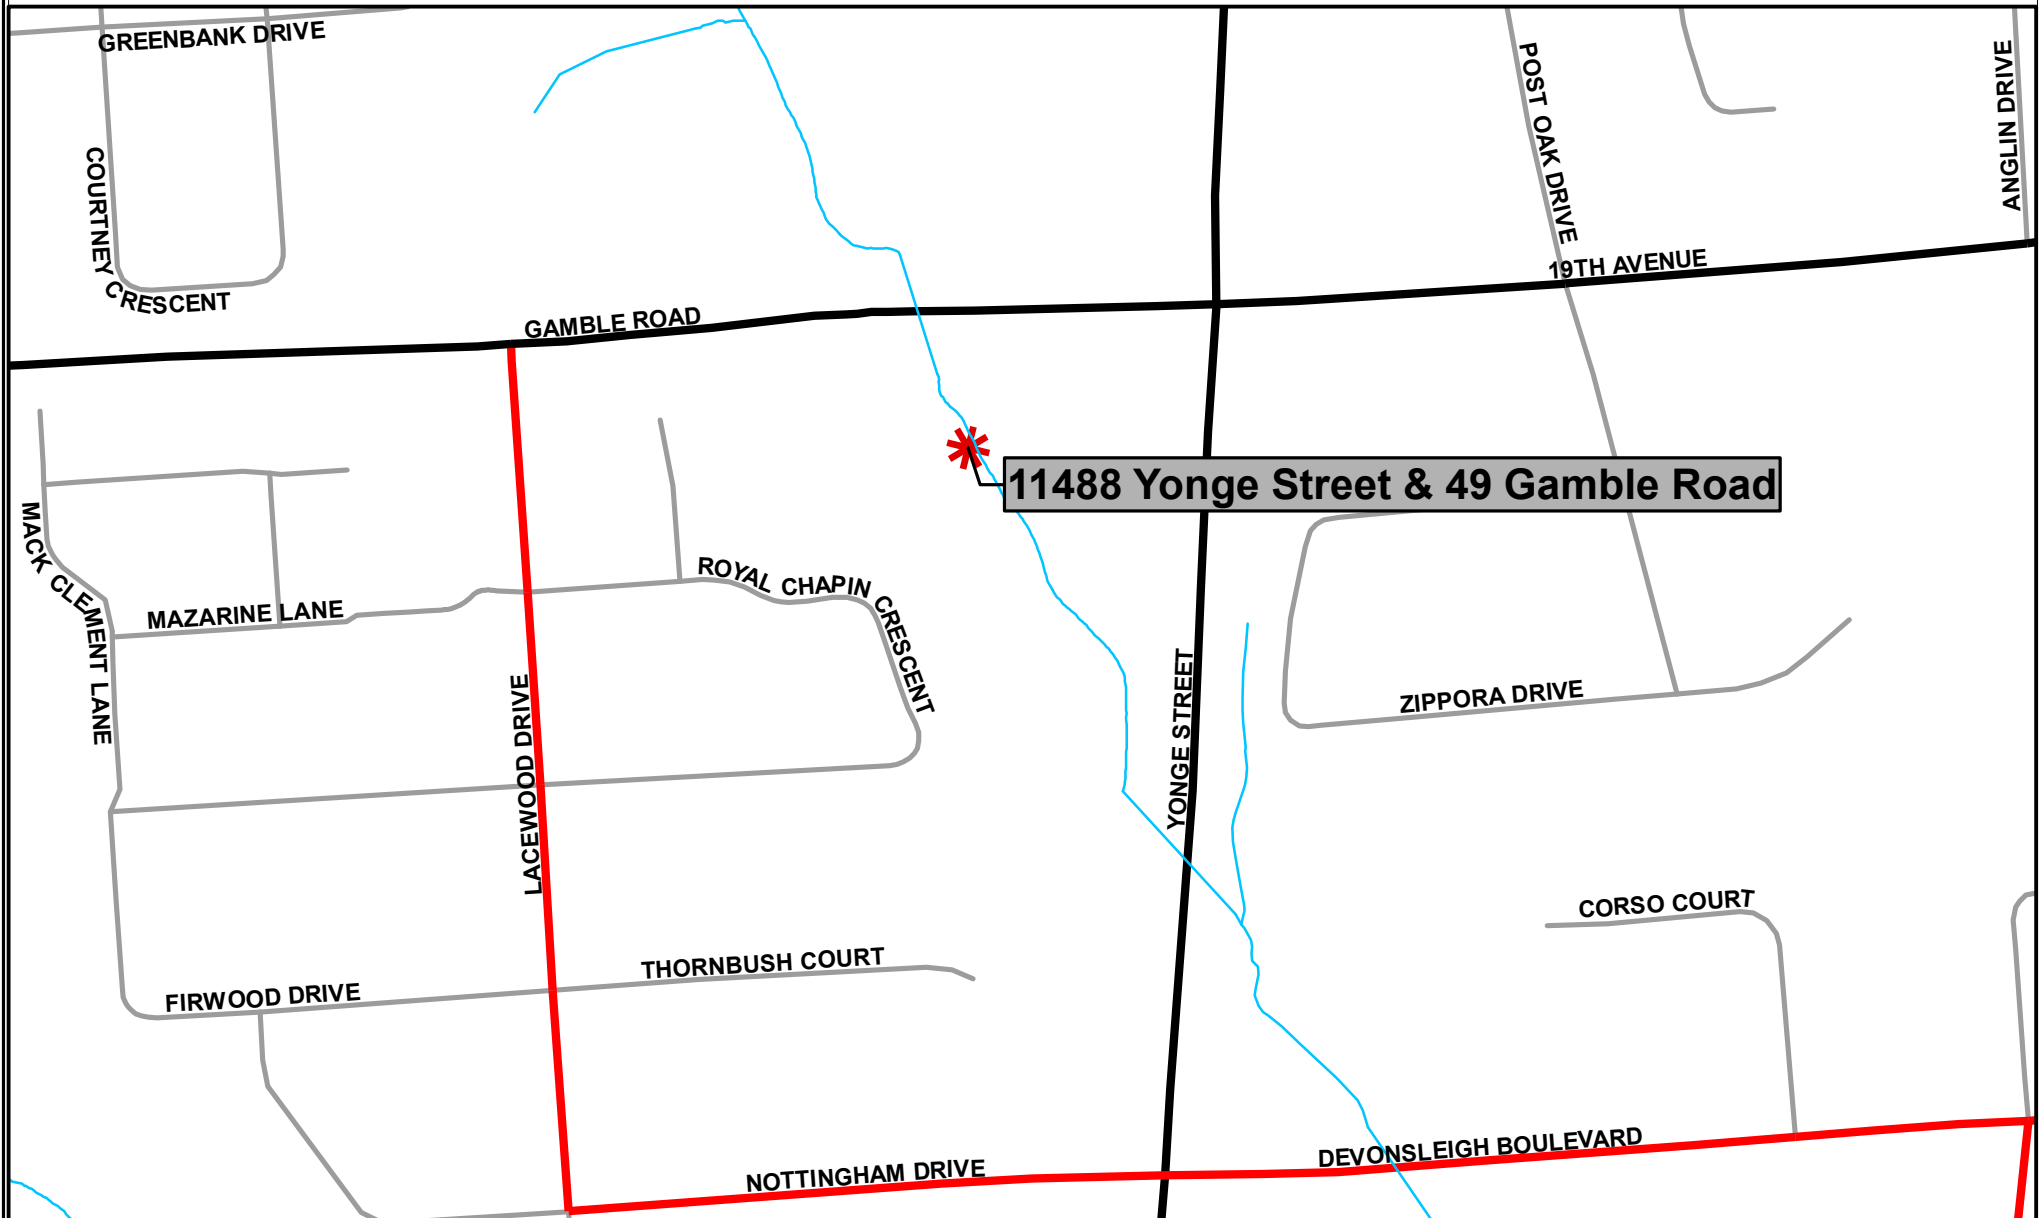 GREENBANK DRIVE
POST OAK DRIVE
ANGLIN DRIVE
COURTNEY CRESCENT
19TH AVENUE
GAMBLE ROAD
11488 Yonge Street & 49 Gamble Road
MACK CLEMENT LANE
MAZARINE LANE
ROYAL CHAPIN CRESCENT
LACEWOOD DRIVE
YONGE STREET
ZIPPORA DRIVE
CORSO COURT
THORNBUSH COURT
FIRWOOD DRIVE
NOTTINGHAM DRIVE
DEVONSLEIGH BOULEVARD